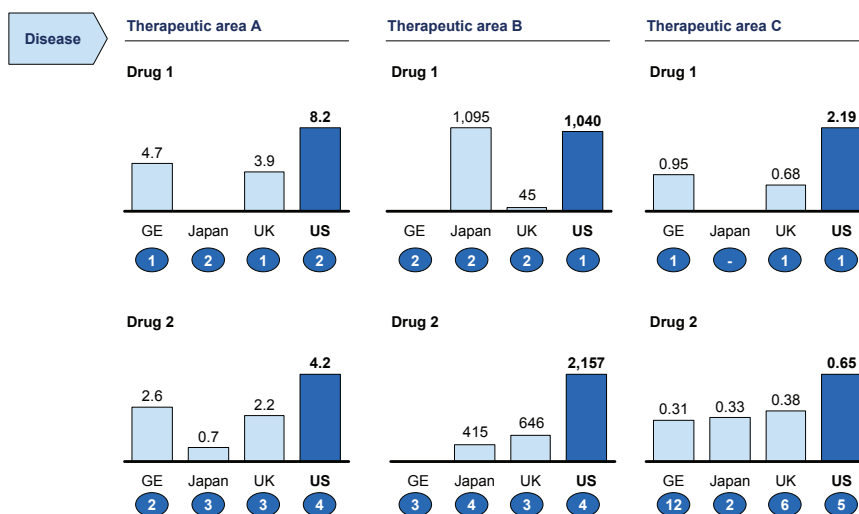 Disease
Therapeutic area A
Therapeutic area B
Therapeutic area C
Drug 1
Drug 1
Drug 1
4.7
3.9
8.2
1,095
45
1,040
0.95
0.68
2.19
GE Japan UK US
GE Japan UK US
GE Japan UK US
1 2 1 2
2 2 2 1
1 - 1 1
Drug 2
Drug 2
Drug 2
2.6
0.7
2.2
4.2
415
646
2,157
0.31
0.33
0.38
0.65
GE Japan UK US
GE Japan UK US
GE Japan UK US
2 3 3 4
3 4 3 4
12 2 6 5